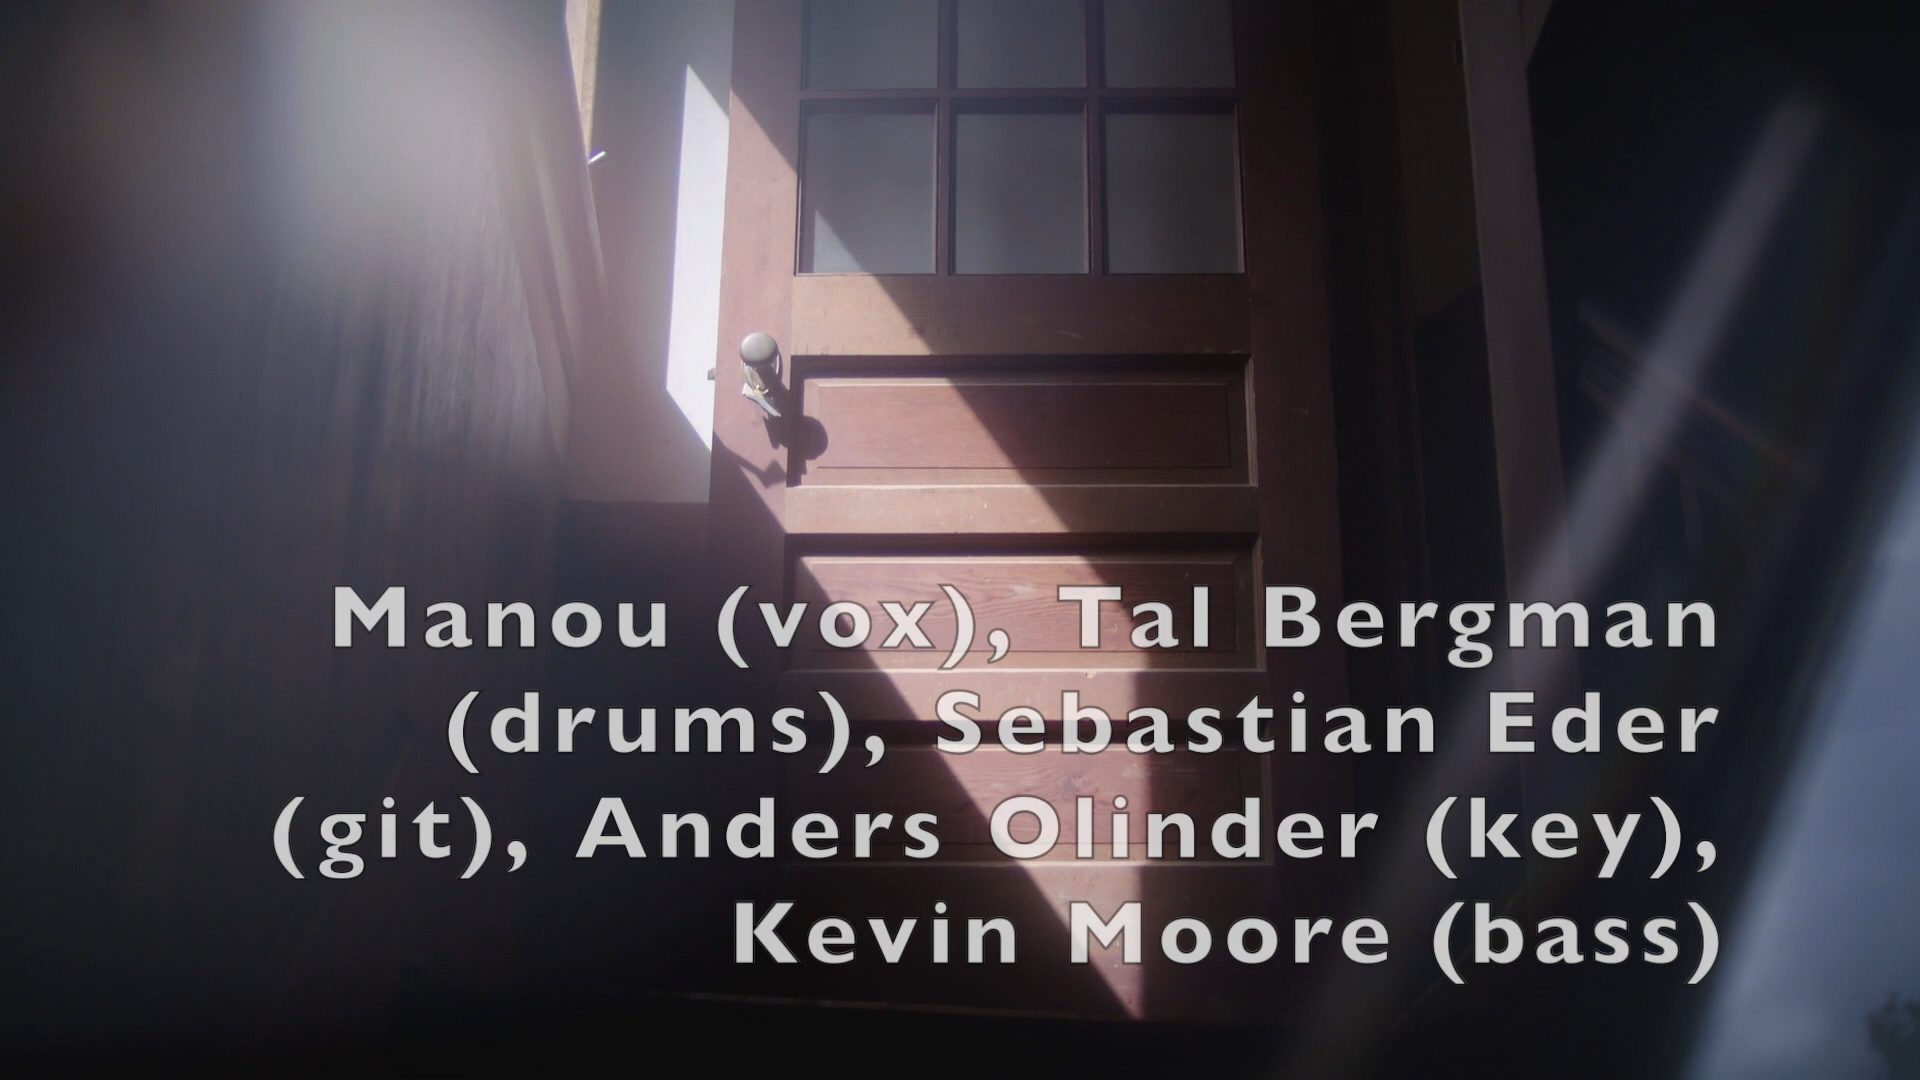 Manou (vox), Tal Bergman
(drums), Sebastian Eder
(git), Anders Olinder (key),
Kevin Moore (bass)